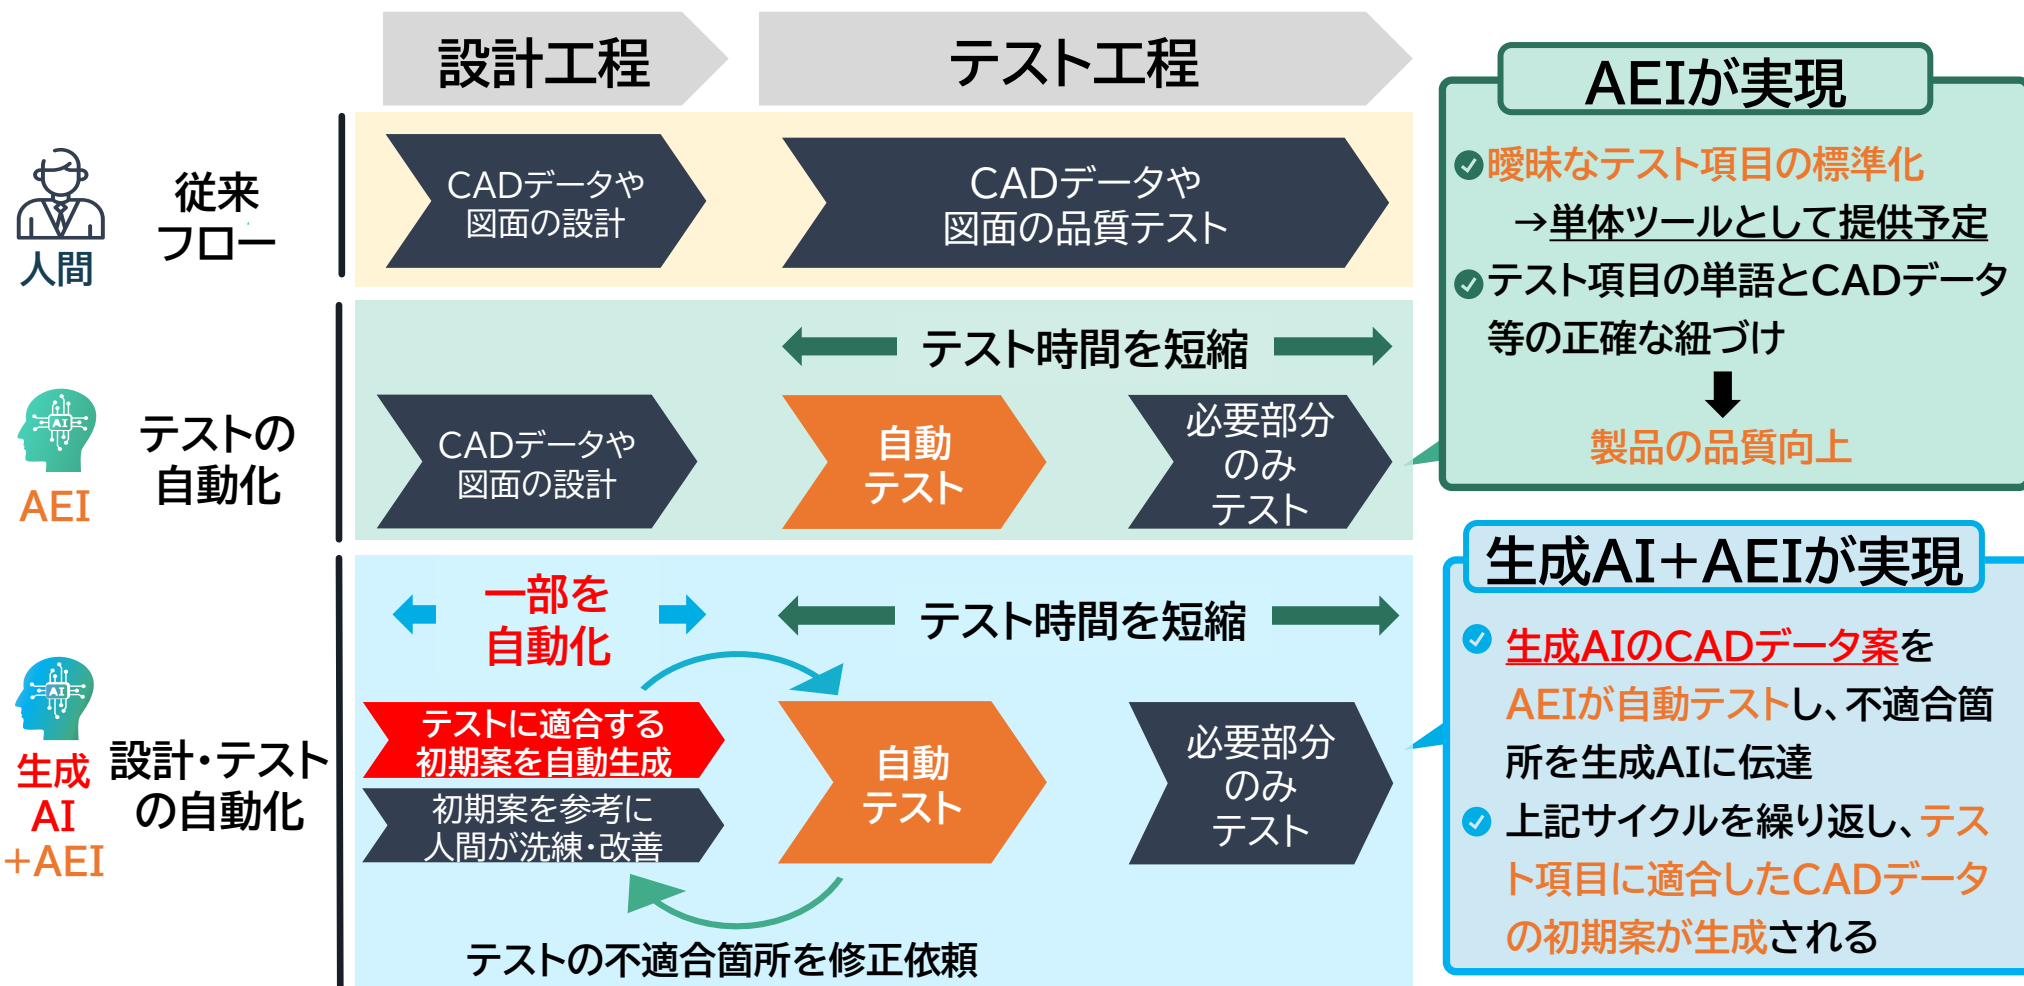 設計工程
テスト工程
人間
従来
フロー
CADデータや
図面の設計
CADデータや
図面の品質テスト
AEI
テストの
自動化
テスト時間を短縮
CADデータや
図面の設計
自動
テスト
必要部分
のみ
テスト
生成
AI
+AEI
設計・テスト
の自動化
一部を
自動化
テスト時間を短縮
テストに適合する
初期案を自動生成
初期案を参考に
人間が洗練・改善
自動
テスト
必要部分
のみ
テスト
テストの不適合箇所を修正依頼
AEIが実現
曖昧なテスト項目の標準化
→単体ツールとして提供予定
テスト項目の単語とCADデータ
等の正確な紐づけ
製品の品質向上
生成AI+AEIが実現
生成AIのCADデータ案を
AEIが自動テストし、不適合箇
所を生成AIに伝達
上記サイクルを繰り返し、テス
ト項目に適合したCADデータ
の初期案が生成される
AI
AI